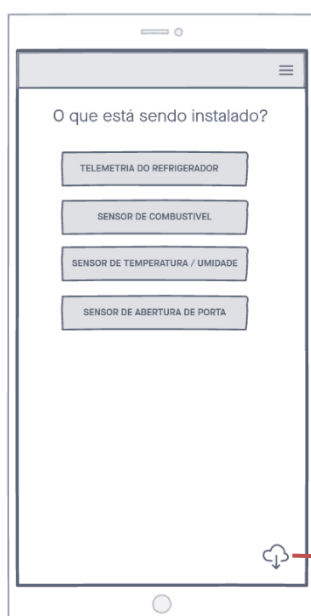 O que está sendo instalado?
TELEMETRIA DO REFRIGERADOR
SENSOR DE COMBUSTIVEL
SENSOR DE TEMPERATURA / UMIDADE
SENSOR DE ABERTURA DE PORTA